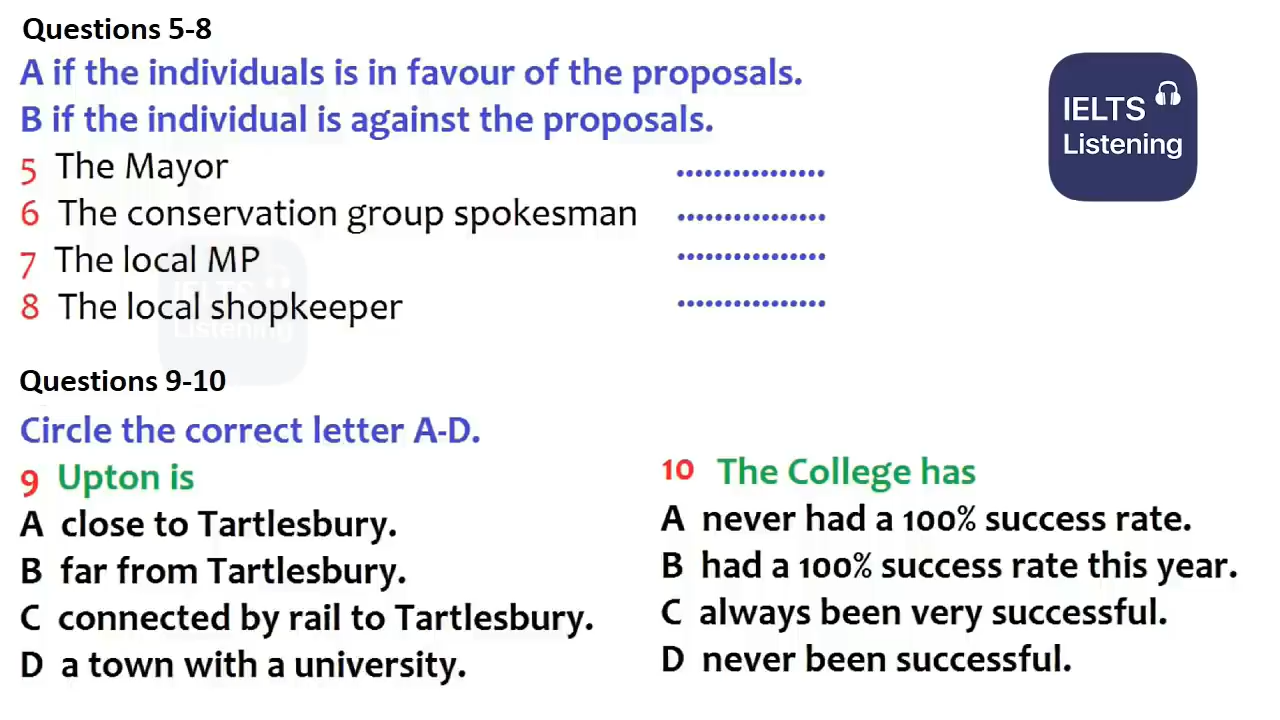 Questions 5-8
A if the individuals is in favour of the proposals.
B if the individual is against the proposals.
5 The Mayor ................
6 The conservation group spokesman ................
7 The local MP ................
8 The local shopkeeper ................
IELTS
Listening
IELTS
Listening
Questions 9-10
Circle the correct letter A-D.
9 Upton is
A close to Tartlesbury.
B far from Tartlesbury.
C connected by rail to Tartlesbury.
D a town with a university.
10 The College has
A never had a 100% success rate.
B had a 100% success rate this year.
C always been very successful.
D never been successful.